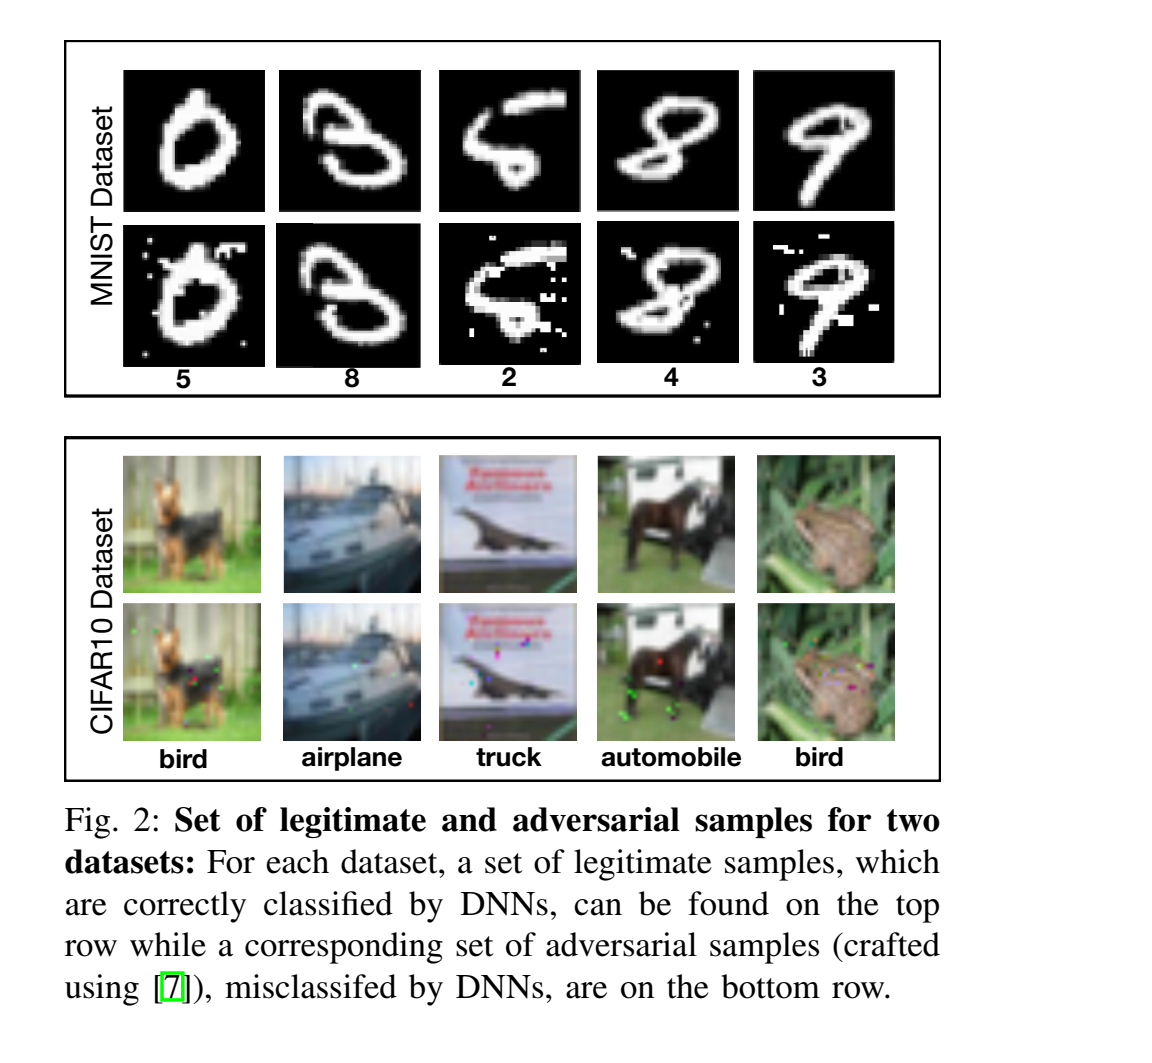 MNIST Dataset
5 8 2 4 3
CIFAR10 Dataset
Famous
Airliners
bird airplane truck automobile bird
Fig. 2: Set of legitimate and adversarial samples for two
datasets: For each dataset, a set of legitimate samples, which
are correctly classified by DNNs, can be found on the top
row while a corresponding set of adversarial samples (crafted
using [7]), misclassifed by DNNs, are on the bottom row.